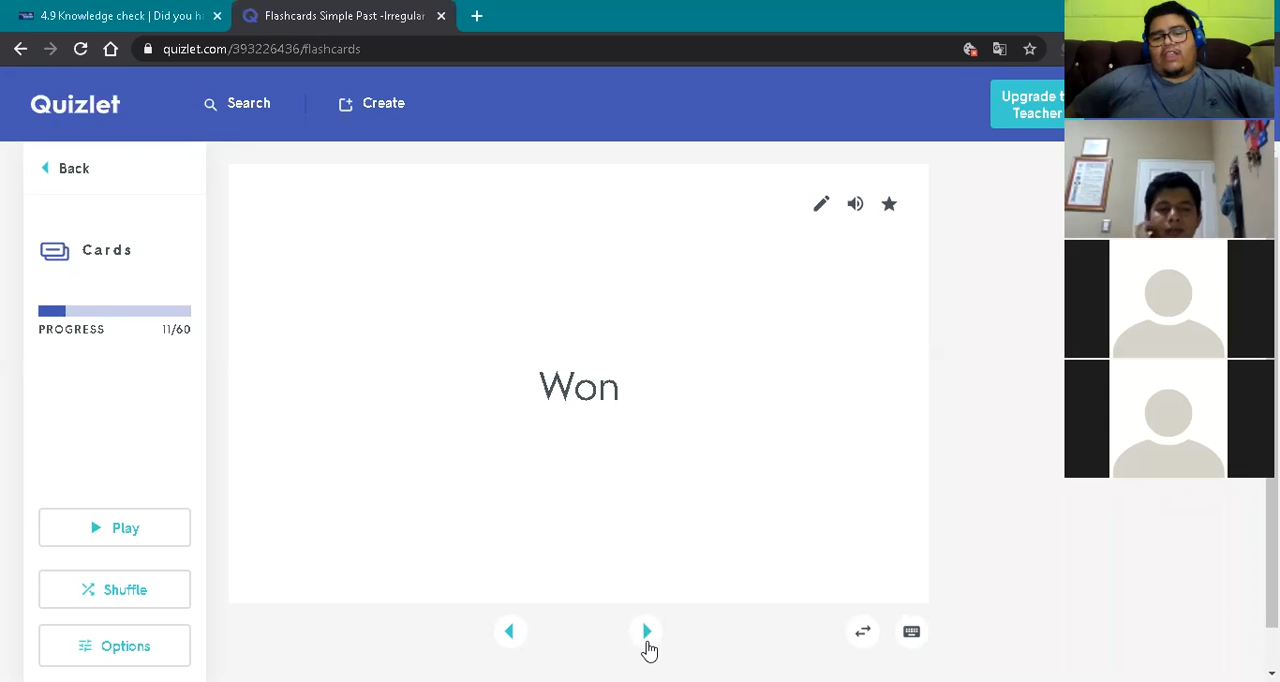 4.9 Knowledge check | Did you ha
Flashcards Simple Past -Irregular
quizlet.com/393226436/flashcards
Quizlet
Search
Create
Upgrade t
Teacher
Back
Cards
PROGRESS 11/60
Won
Play
Shuffle
Options